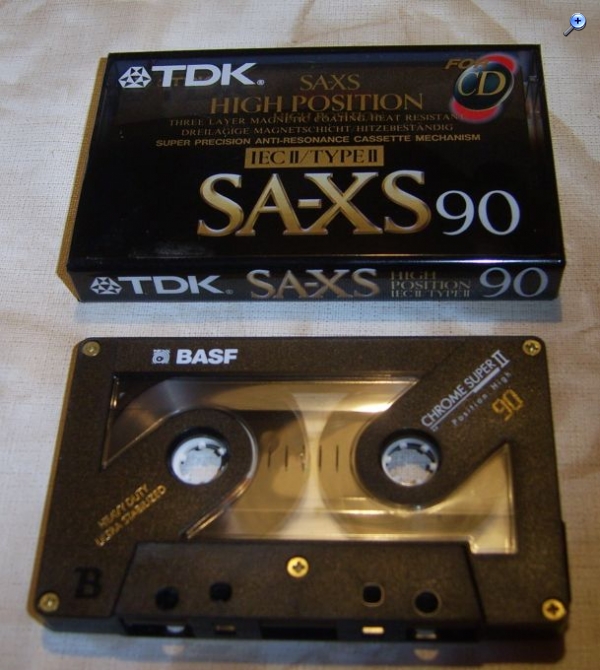 TDK®
FOR
CD
SA-XS
HIGH POSITION
THREE LAYER MAGNETIC COATING/HEAT RESISTANT
DREILAGIGE MAGNETSCHICHT/HITZEBESTÄNDIG
SUPER PRECISION ANTI-RESONANCE CASSETTE MECHANISM
IEC II/TYPE II
SA-XS 90
TDK® SA-XS HIGH POSITION IEC II/TYPE II 90
BASF
CHROME SUPER II
Position High
90
HEAVY DUTY
ULTRA STABILIZED
B